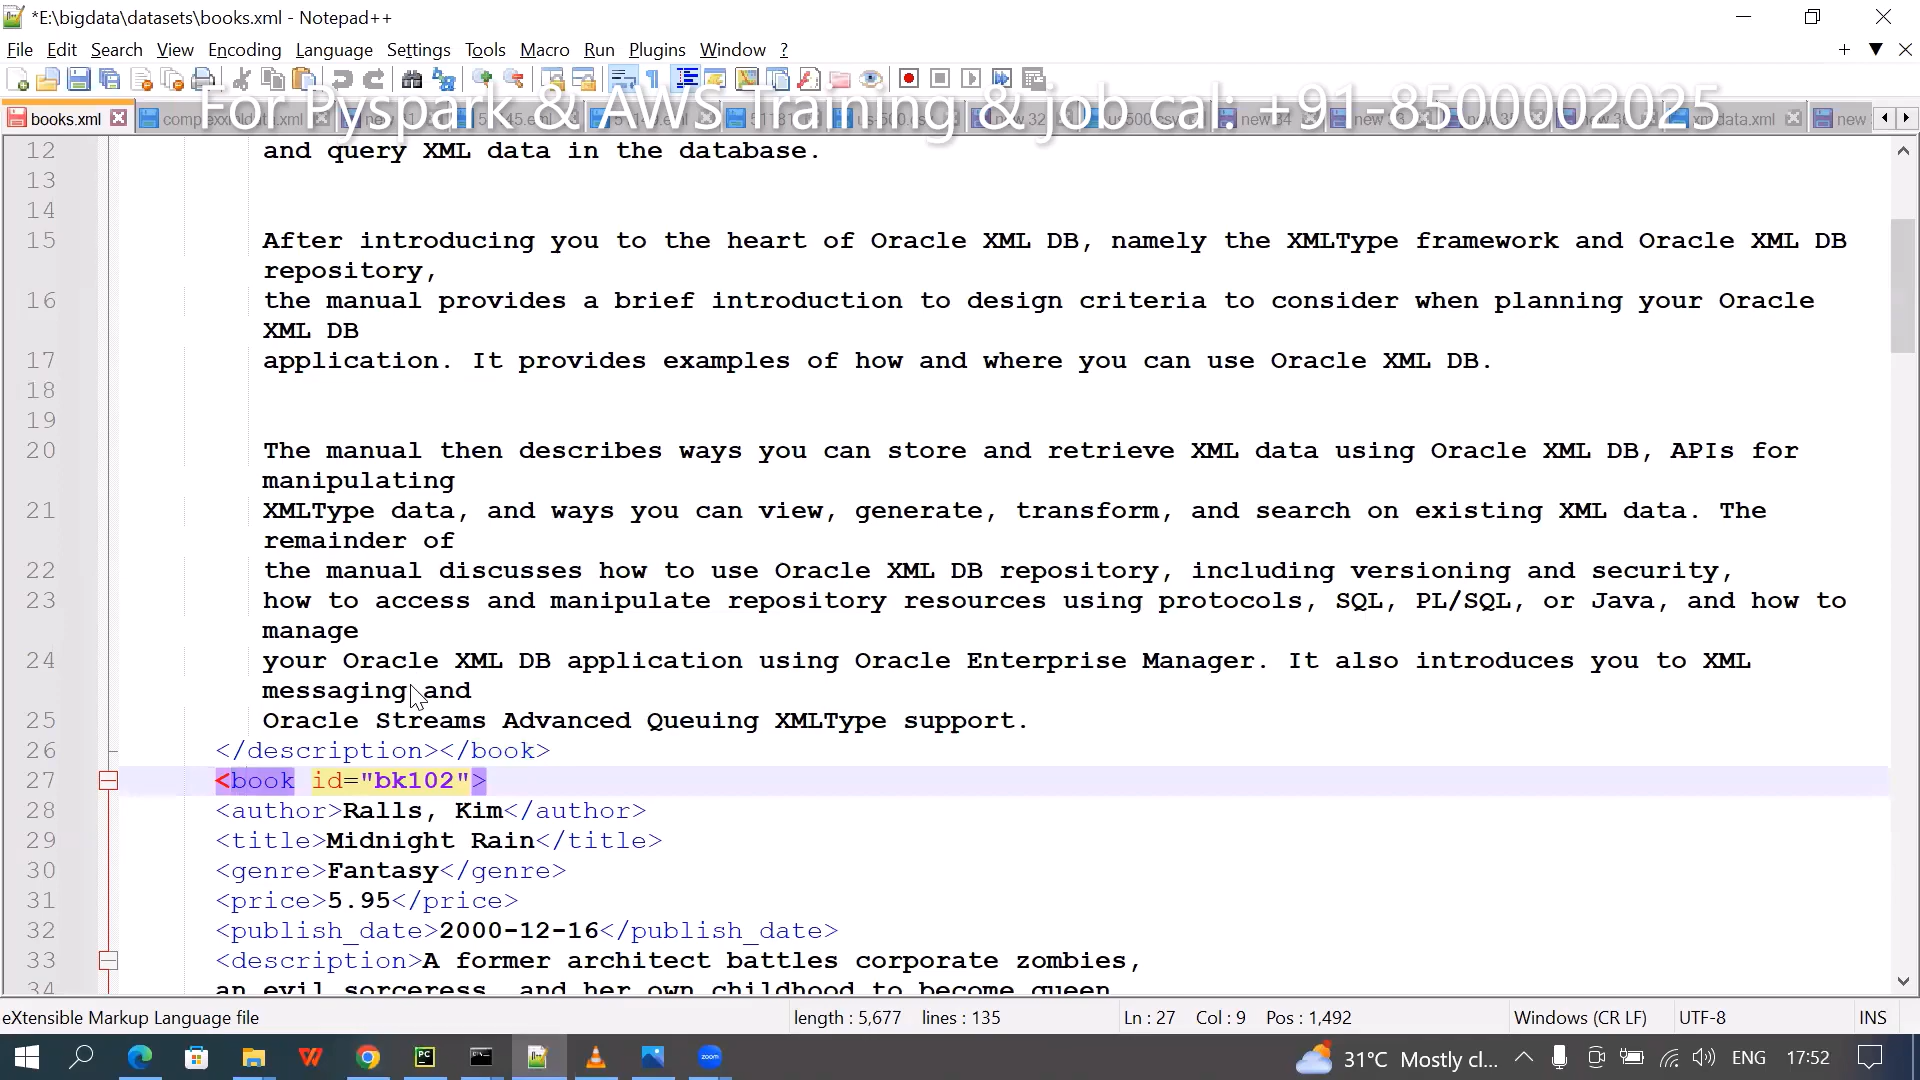 *E:\bigdata\datasets\books.xml - Notepad++
File Edit Search View Encoding Language Settings Tools Macro Run Plugins Window ?
For Pyspark & AWS Training & job cal: +91-8500002025
books.xml
12 and query XML data in the database.
13
14
15 After introducing you to the heart of Oracle XML DB, namely the XMLType framework and Oracle XML DB
repository,
16 the manual provides a brief introduction to design criteria to consider when planning your Oracle
XML DB
17 application. It provides examples of how and where you can use Oracle XML DB.
18
19
20 The manual then describes ways you can store and retrieve XML data using Oracle XML DB, APIs for
manipulating
21 XMLType data, and ways you can view, generate, transform, and search on existing XML data. The
remainder of
22 the manual discusses how to use Oracle XML DB repository, including versioning and security,
23 how to access and manipulate repository resources using protocols, SQL, PL/SQL, or Java, and how to
manage
24 your Oracle XML DB application using Oracle Enterprise Manager. It also introduces you to XML
messaging and
25 Oracle Streams Advanced Queuing XMLType support.
26 </description></book>
27 <book id="bk102">
28 <author>Ralls, Kim</author>
29 <title>Midnight Rain</title>
30 <genre>Fantasy</genre>
31 <price>5.95</price>
32 <publish_date>2000-12-16</publish_date>
33 <description>A former architect battles corporate zombies,
34 an evil sorceress, and her own childhood to become queen
eXtensible Markup Language file length : 5,677 lines : 135 Ln : 27 Col : 9 Pos : 1,492 Windows (CR LF) UTF-8 INS
31°C Mostly cl... ENG 17:52